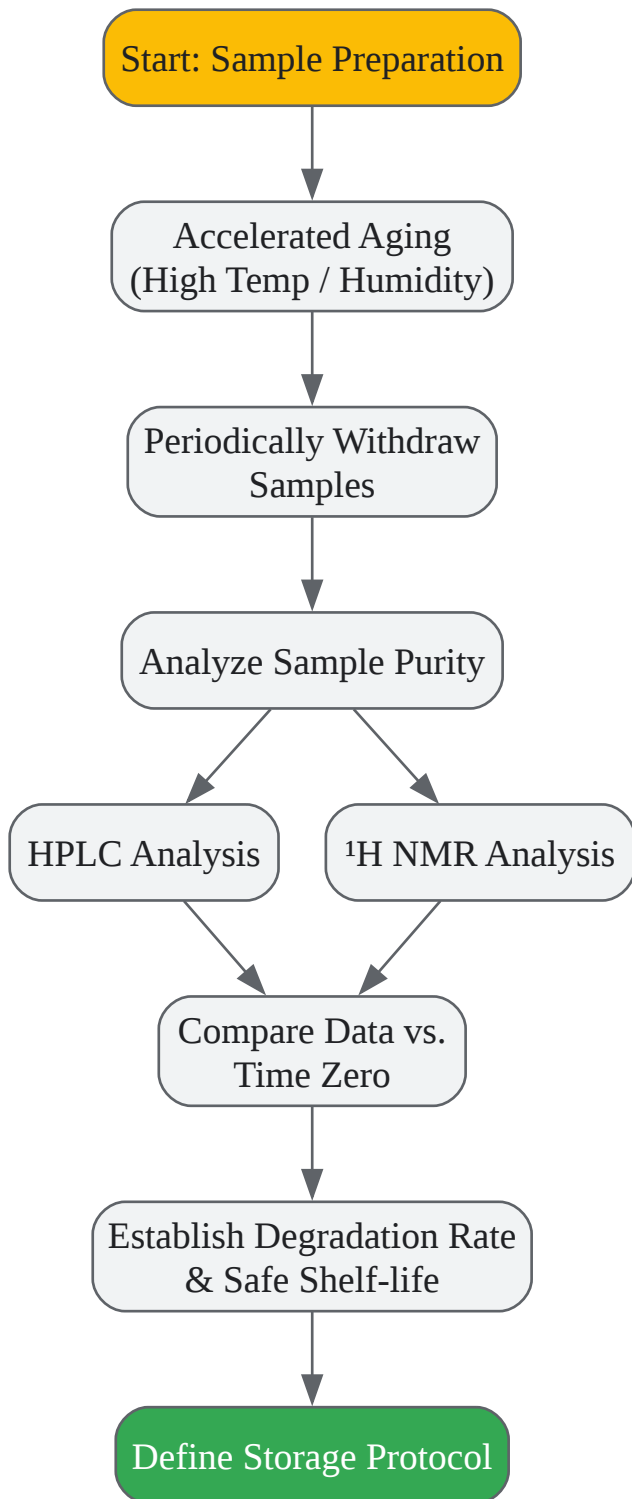 Start: Sample Preparation
Accelerated Aging
(High Temp / Humidity)
Periodically Withdraw
Samples
Analyze Sample Purity
HPLC Analysis
¹H NMR Analysis
Compare Data vs.
Time Zero
Establish Degradation Rate
& Safe Shelf-life
Define Storage Protocol